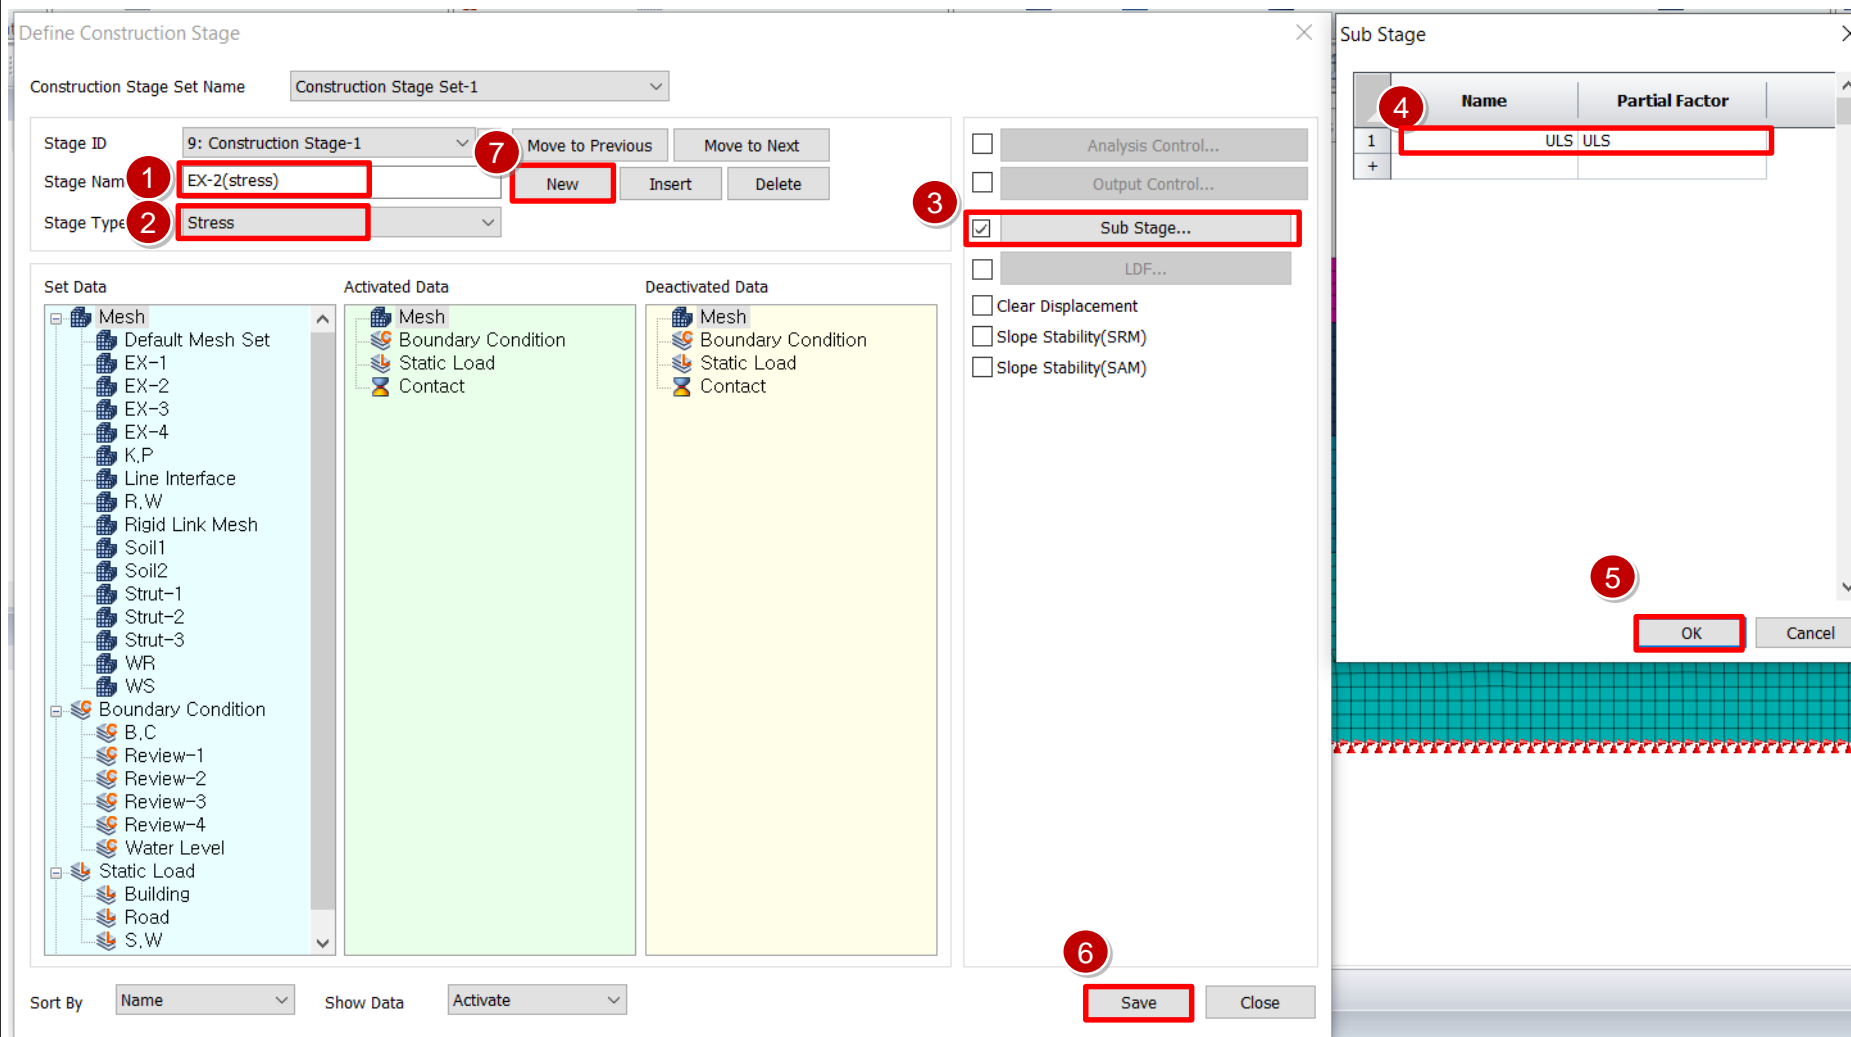 Define Construction Stage
Construction Stage Set Name
Construction Stage Set-1
Stage ID
9: Construction Stage-1
7
Move to Previous
Move to Next
Stage Nam
1
EX-2(stress)
New
Insert
Delete
Stage Type
2
Stress
Set Data
Mesh
Default Mesh Set
EX-1
EX-2
EX-3
EX-4
K,P
Line Interface
R,W
Rigid Link Mesh
Soil1
Soil2
Strut-1
Strut-2
Strut-3
WR
WS
Boundary Condition
B,C
Review-1
Review-2
Review-3
Review-4
Water Level
Static Load
Building
Road
S,W
Activated Data
Mesh
Boundary Condition
Static Load
Contact
Deactivated Data
Mesh
Boundary Condition
Static Load
Contact
Analysis Control...
Output Control...
3
Sub Stage...
LDF...
Clear Displacement
Slope Stability(SRM)
Slope Stability(SAM)
Sort By
Name
Show Data
Activate
6
Save
Close
Sub Stage
4
Name
Partial Factor
1
ULS
ULS
+
5
OK
Cancel